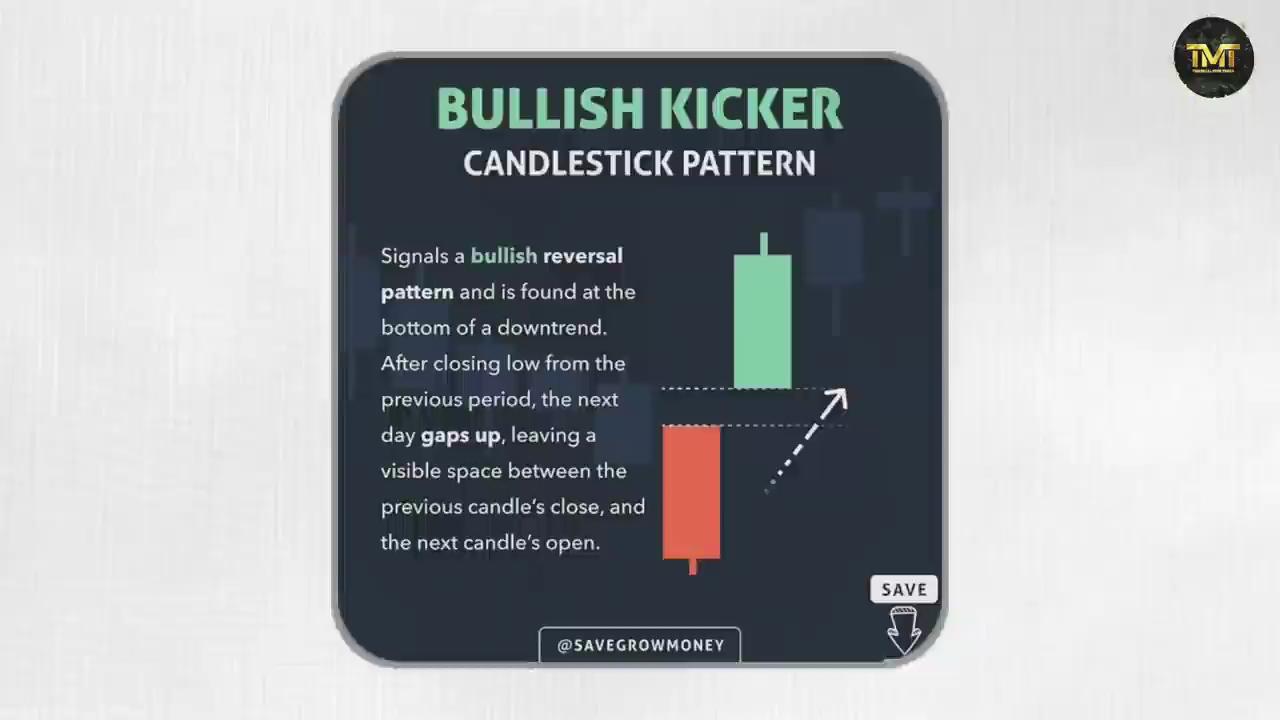 TMT
BULLISH KICKER
CANDLESTICK PATTERN
Signals a bullish reversal
pattern and is found at the
bottom of a downtrend.
After closing low from the
previous period, the next
day gaps up, leaving a
visible space between the
previous candle's close, and
the next candle's open.
SAVE
@SAVEGROWMONEY